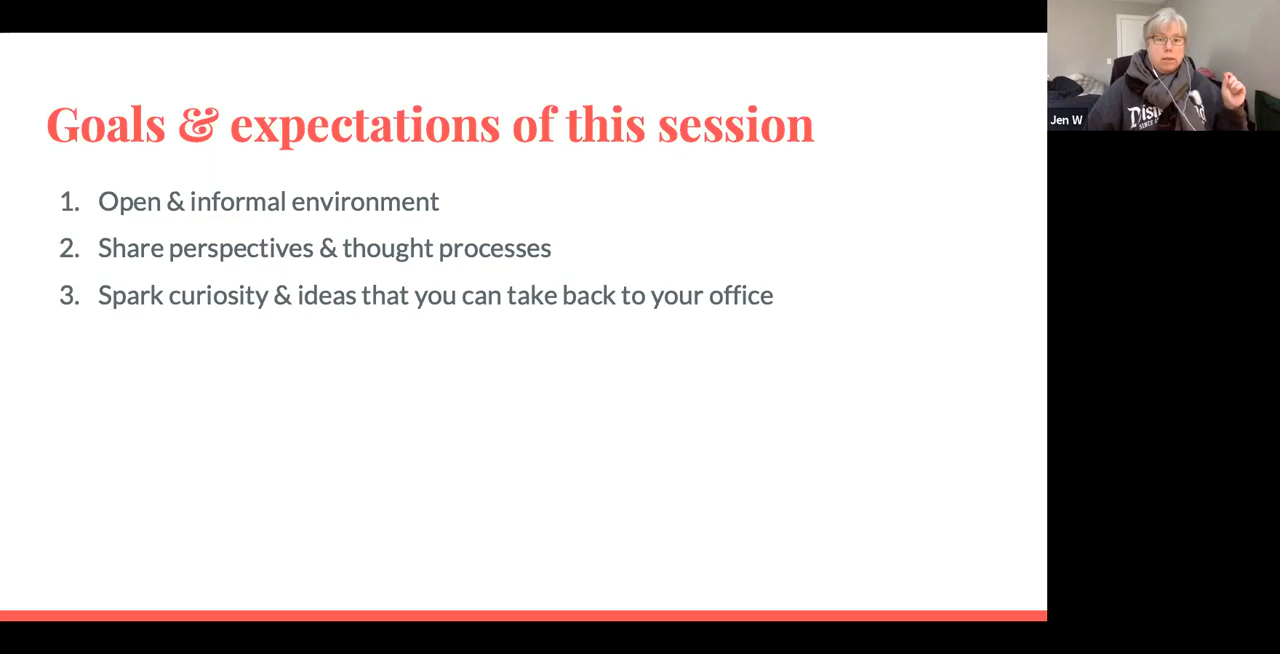 Goals & expectations of this session
1. Open & informal environment
2. Share perspectives & thought processes
3. Spark curiosity & ideas that you can take back to your office
Jen W